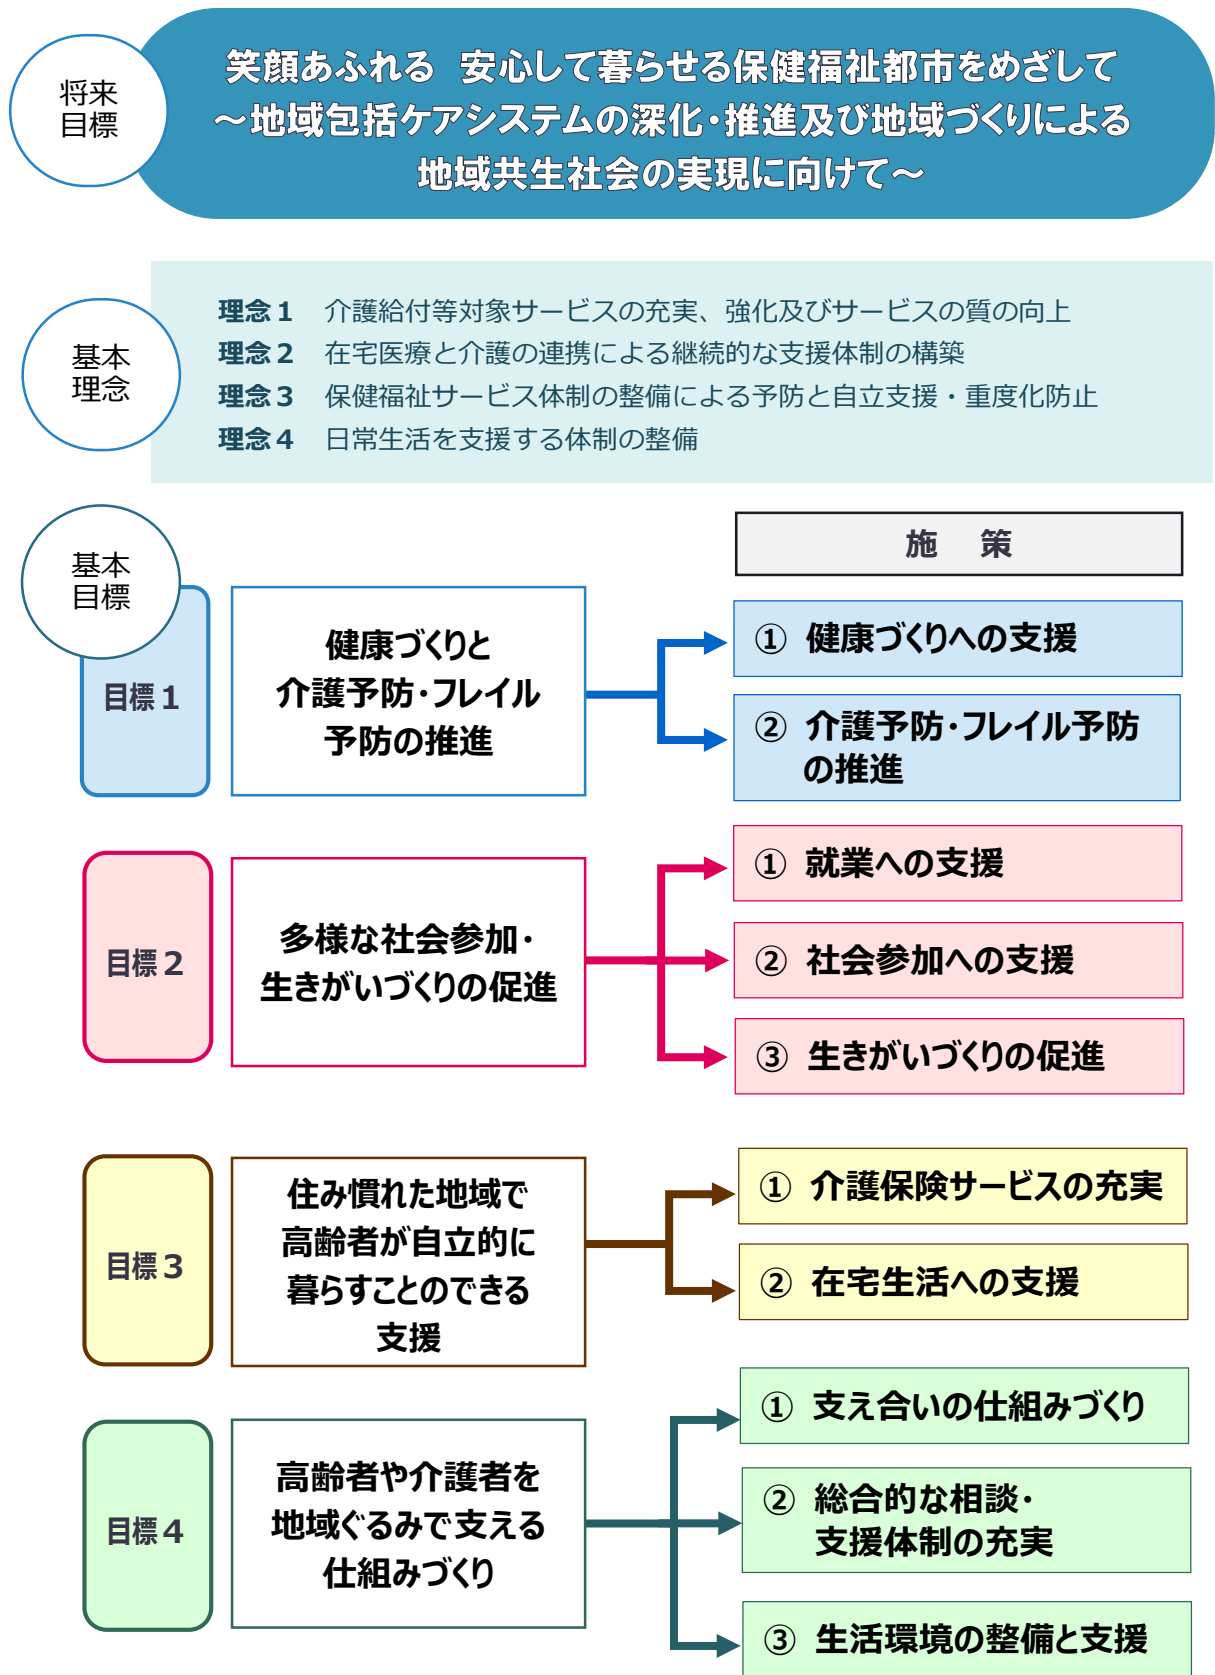 将来
目標
笑顔あふれる 安心して暮らせる保健福祉都市をめざして
～地域包括ケアシステムの深化・推進及び地域づくりによる
地域共生社会の実現に向けて～
基本
理念
理念1 介護給付等対象サービスの充実、強化及びサービスの質の向上
理念2 在宅医療と介護の連携による継続的な支援体制の構築
理念3 保健福祉サービス体制の整備による予防と自立支援・重度化防止
理念4 日常生活を支援する体制の整備
基本
目標
施 策
目標1
健康づくりと
介護予防・フレイル
予防の推進
① 健康づくりへの支援
② 介護予防・フレイル予防
の推進
目標2
多様な社会参加・
生きがいづくりの促進
① 就業への支援
② 社会参加への支援
③ 生きがいづくりの促進
目標3
住み慣れた地域で
高齢者が自立的に
暮らすことのできる
支援
① 介護保険サービスの充実
② 在宅生活への支援
目標4
高齢者や介護者を
地域ぐるみで支える
仕組みづくり
① 支え合いの仕組みづくり
② 総合的な相談・
支援体制の充実
③ 生活環境の整備と支援